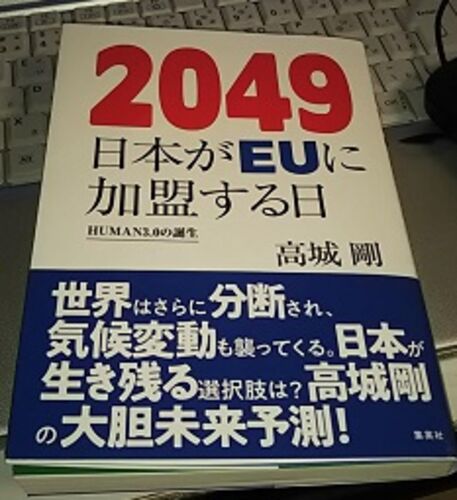 2049
日本がEUに
加盟する日
HUMAN3.0の誕生
高城 剛
世界はさらに分断され、
気候変動も襲ってくる。日本が
生き残る選択肢は?高城剛
の大胆未来予測!
集英社